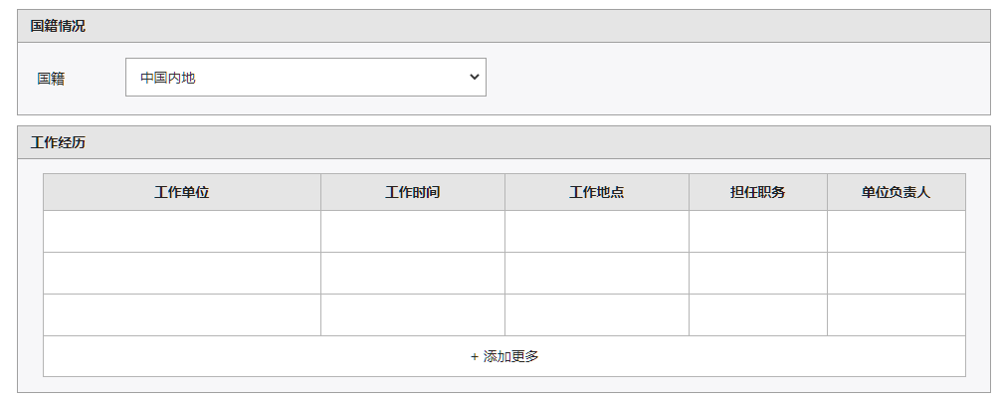 国籍情况
国籍 中国内地
工作经历
工作单位 工作时间 工作地点 担任职务 单位负责人
+ 添加更多